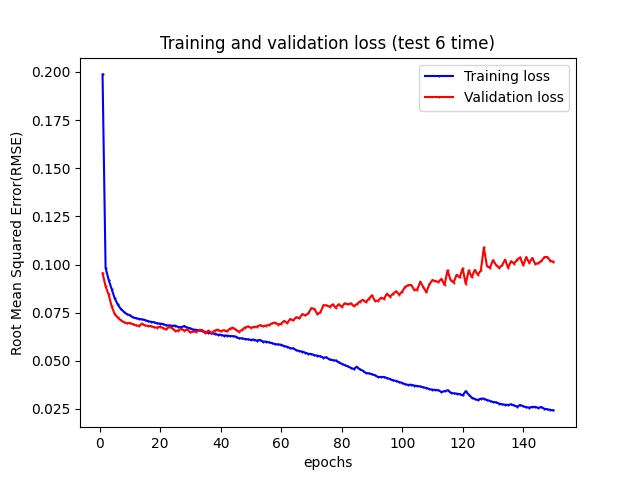 Training and validation loss (test 6 time)
Training loss
Validation loss
Root Mean Squared Error(RMSE)
0.200
0.175
0.150
0.125
0.100
0.075
0.050
0.025
0 20 40 60 80 100 120 140
epochs